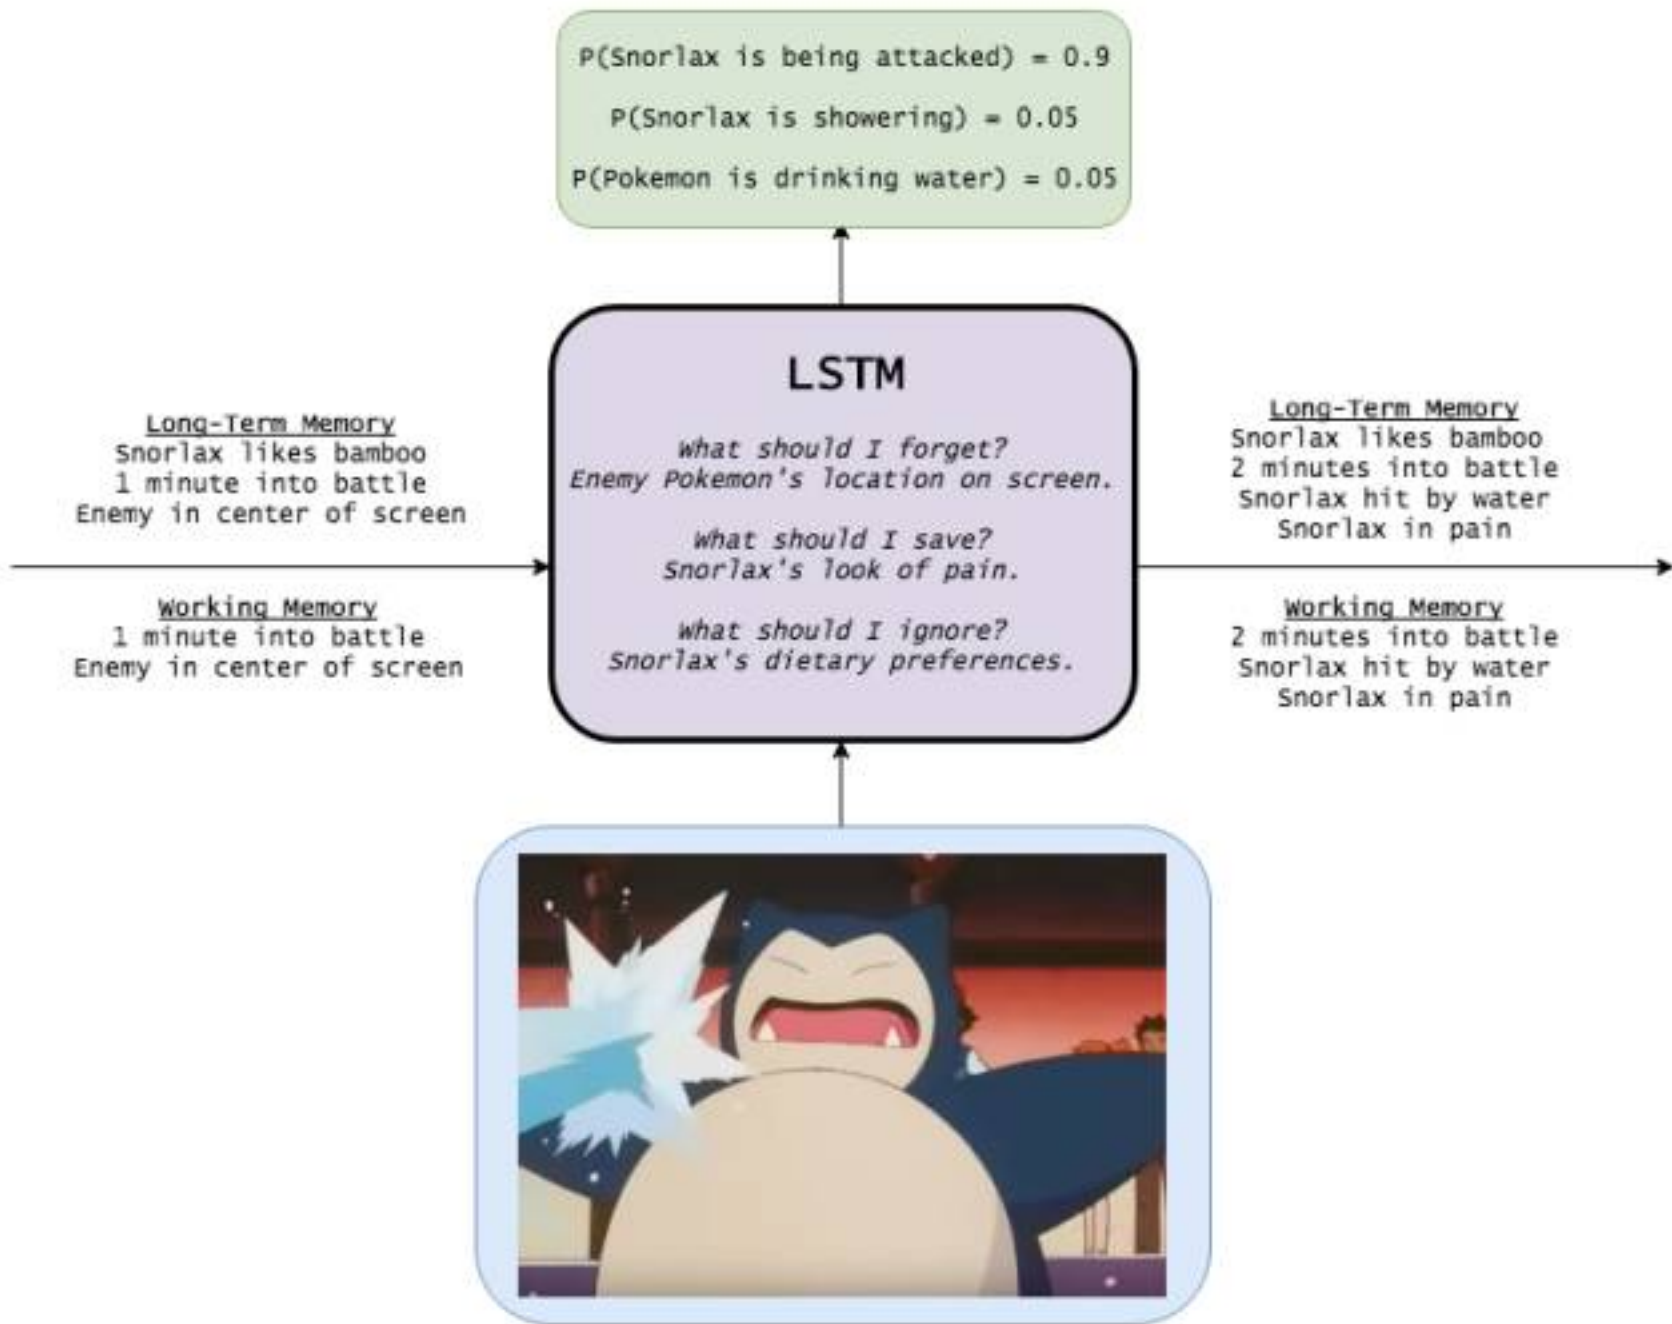 P(Snorlax is being attacked) = 0.9
P(Snorlax is showering) = 0.05
P(Pokemon is drinking water) = 0.05
LSTM
What should I forget?
Enemy Pokemon's location on screen.
What should I save?
Snorlax's look of pain.
What should I ignore?
Snorlax's dietary preferences.
Long-Term Memory
Snorlax likes bamboo
1 minute into battle
Enemy in center of screen
Working Memory
1 minute into battle
Enemy in center of screen
Long-Term Memory
Snorlax likes bamboo
2 minutes into battle
Snorlax hit by water
Snorlax in pain
Working Memory
2 minutes into battle
Snorlax hit by water
Snorlax in pain